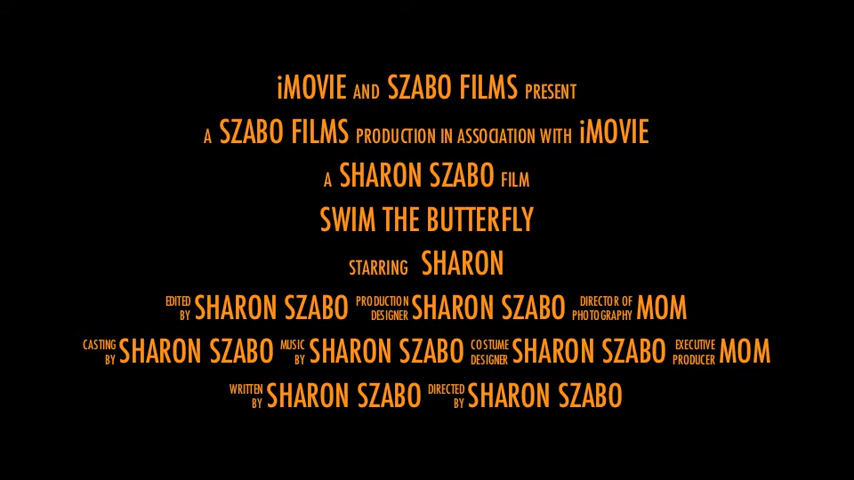 iMOVIE AND SZABO FILMS PRESENT
A SZABO FILMS PRODUCTION IN ASSOCIATION WITH iMOVIE
A SHARON SZABO FILM
SWIM THE BUTTERFLY
STARRING SHARON
EDITED BY SHARON SZABO PRODUCTION DESIGNER SHARON SZABO DIRECTOR OF PHOTOGRAPHY MOM
CASTING BY SHARON SZABO MUSIC BY SHARON SZABO COSTUME DESIGNER SHARON SZABO EXECUTIVE PRODUCER MOM
WRITTEN BY SHARON SZABO DIRECTED BY SHARON SZABO